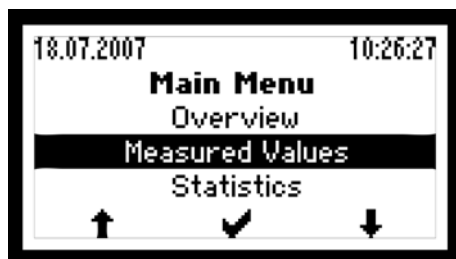 18.07.2007 10:26:27
Main Menu
Overview
Measured Values
Statistics